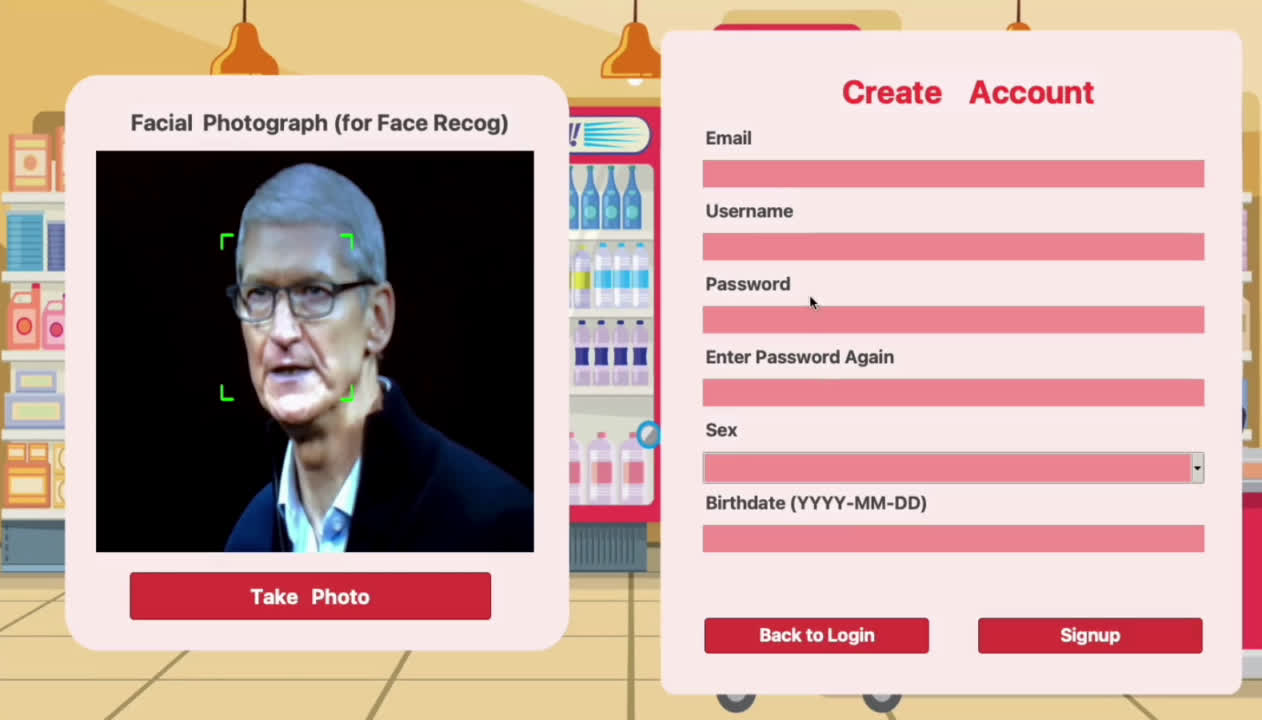 Facial Photograph (for Face Recog)
Take Photo
Create Account
Email
Username
Password
Enter Password Again
Sex
Birthdate (YYYY-MM-DD)
Back to Login
Signup